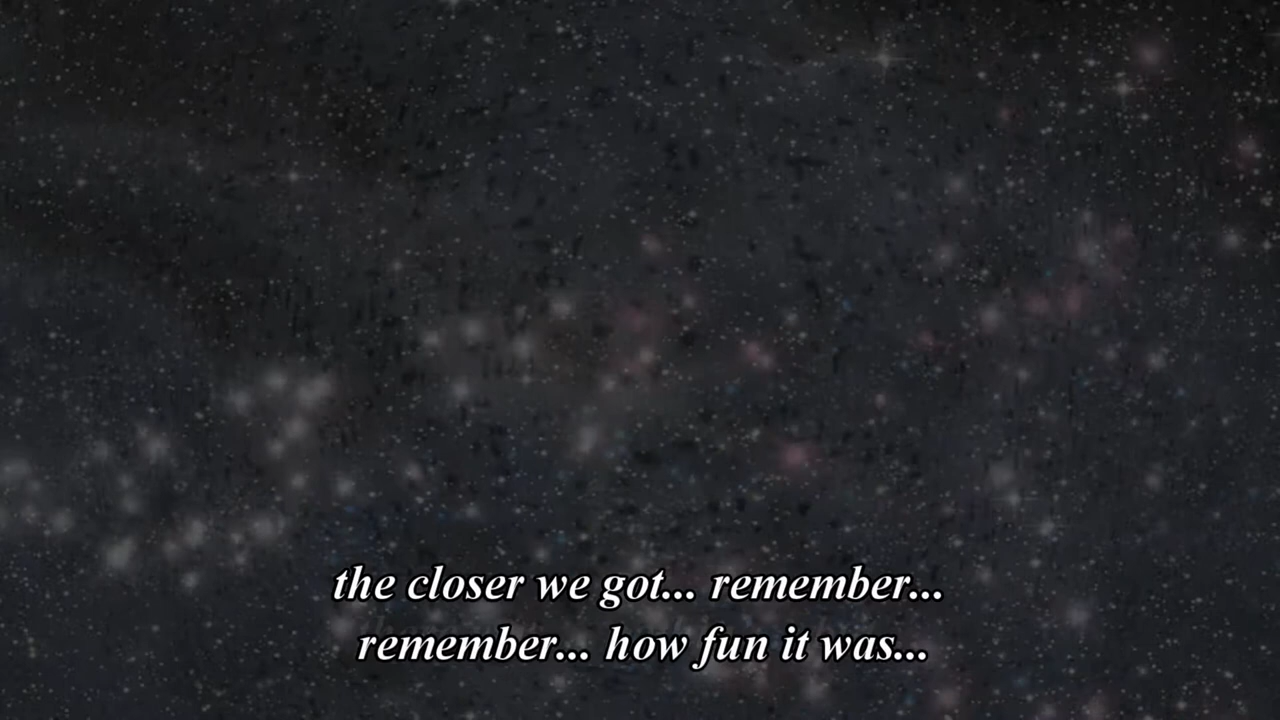 the closer we got... remember...
remember... how fun it was...